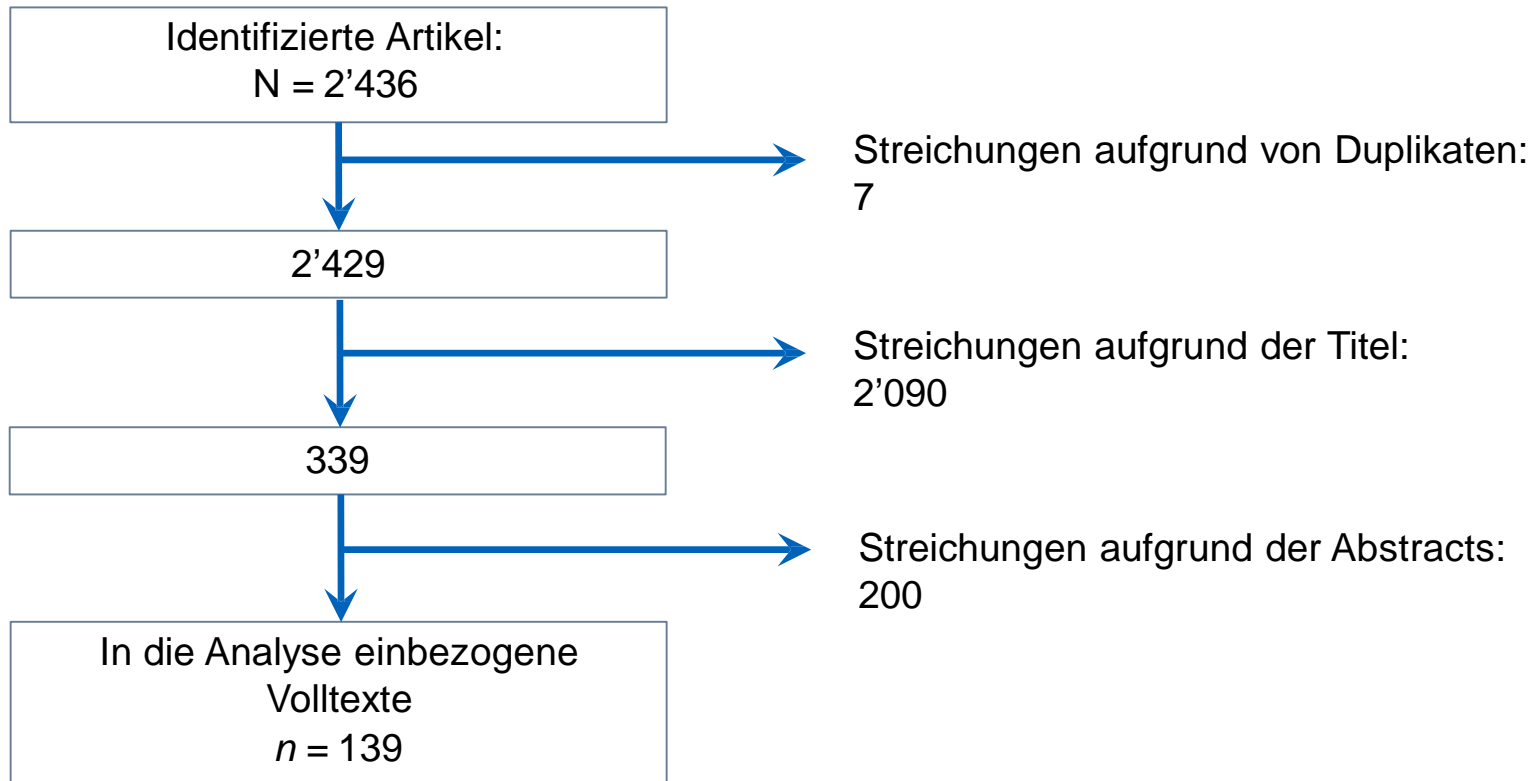 Identifizierte Artikel:
N = 2’436
Streichungen aufgrund von Duplikaten:
7
2’429
Streichungen aufgrund der Titel:
2’090
339
Streichungen aufgrund der Abstracts:
200
In die Analyse einbezogene
Volltexte
n = 139